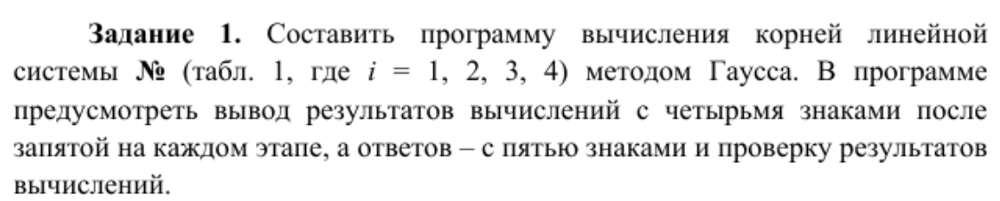 Задание 1. Составить программу вычисления корней линейной
системы № (табл. 1, где i = 1, 2, 3, 4) методом Гаусса. В программе
предусмотреть вывод результатов вычислений с четырьмя знаками после
запятой на каждом этапе, а ответов – с пятью знаками и проверку результатов
вычислений.